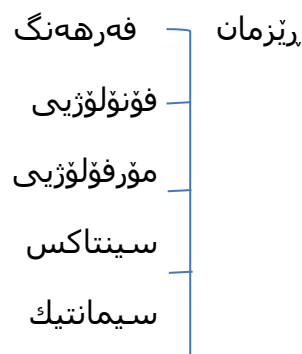 ڕێزمان
فەرهەنگ
فۆنۆلۆژیی
مۆرفۆلۆژیی
سینتاکس
سیمانتیك